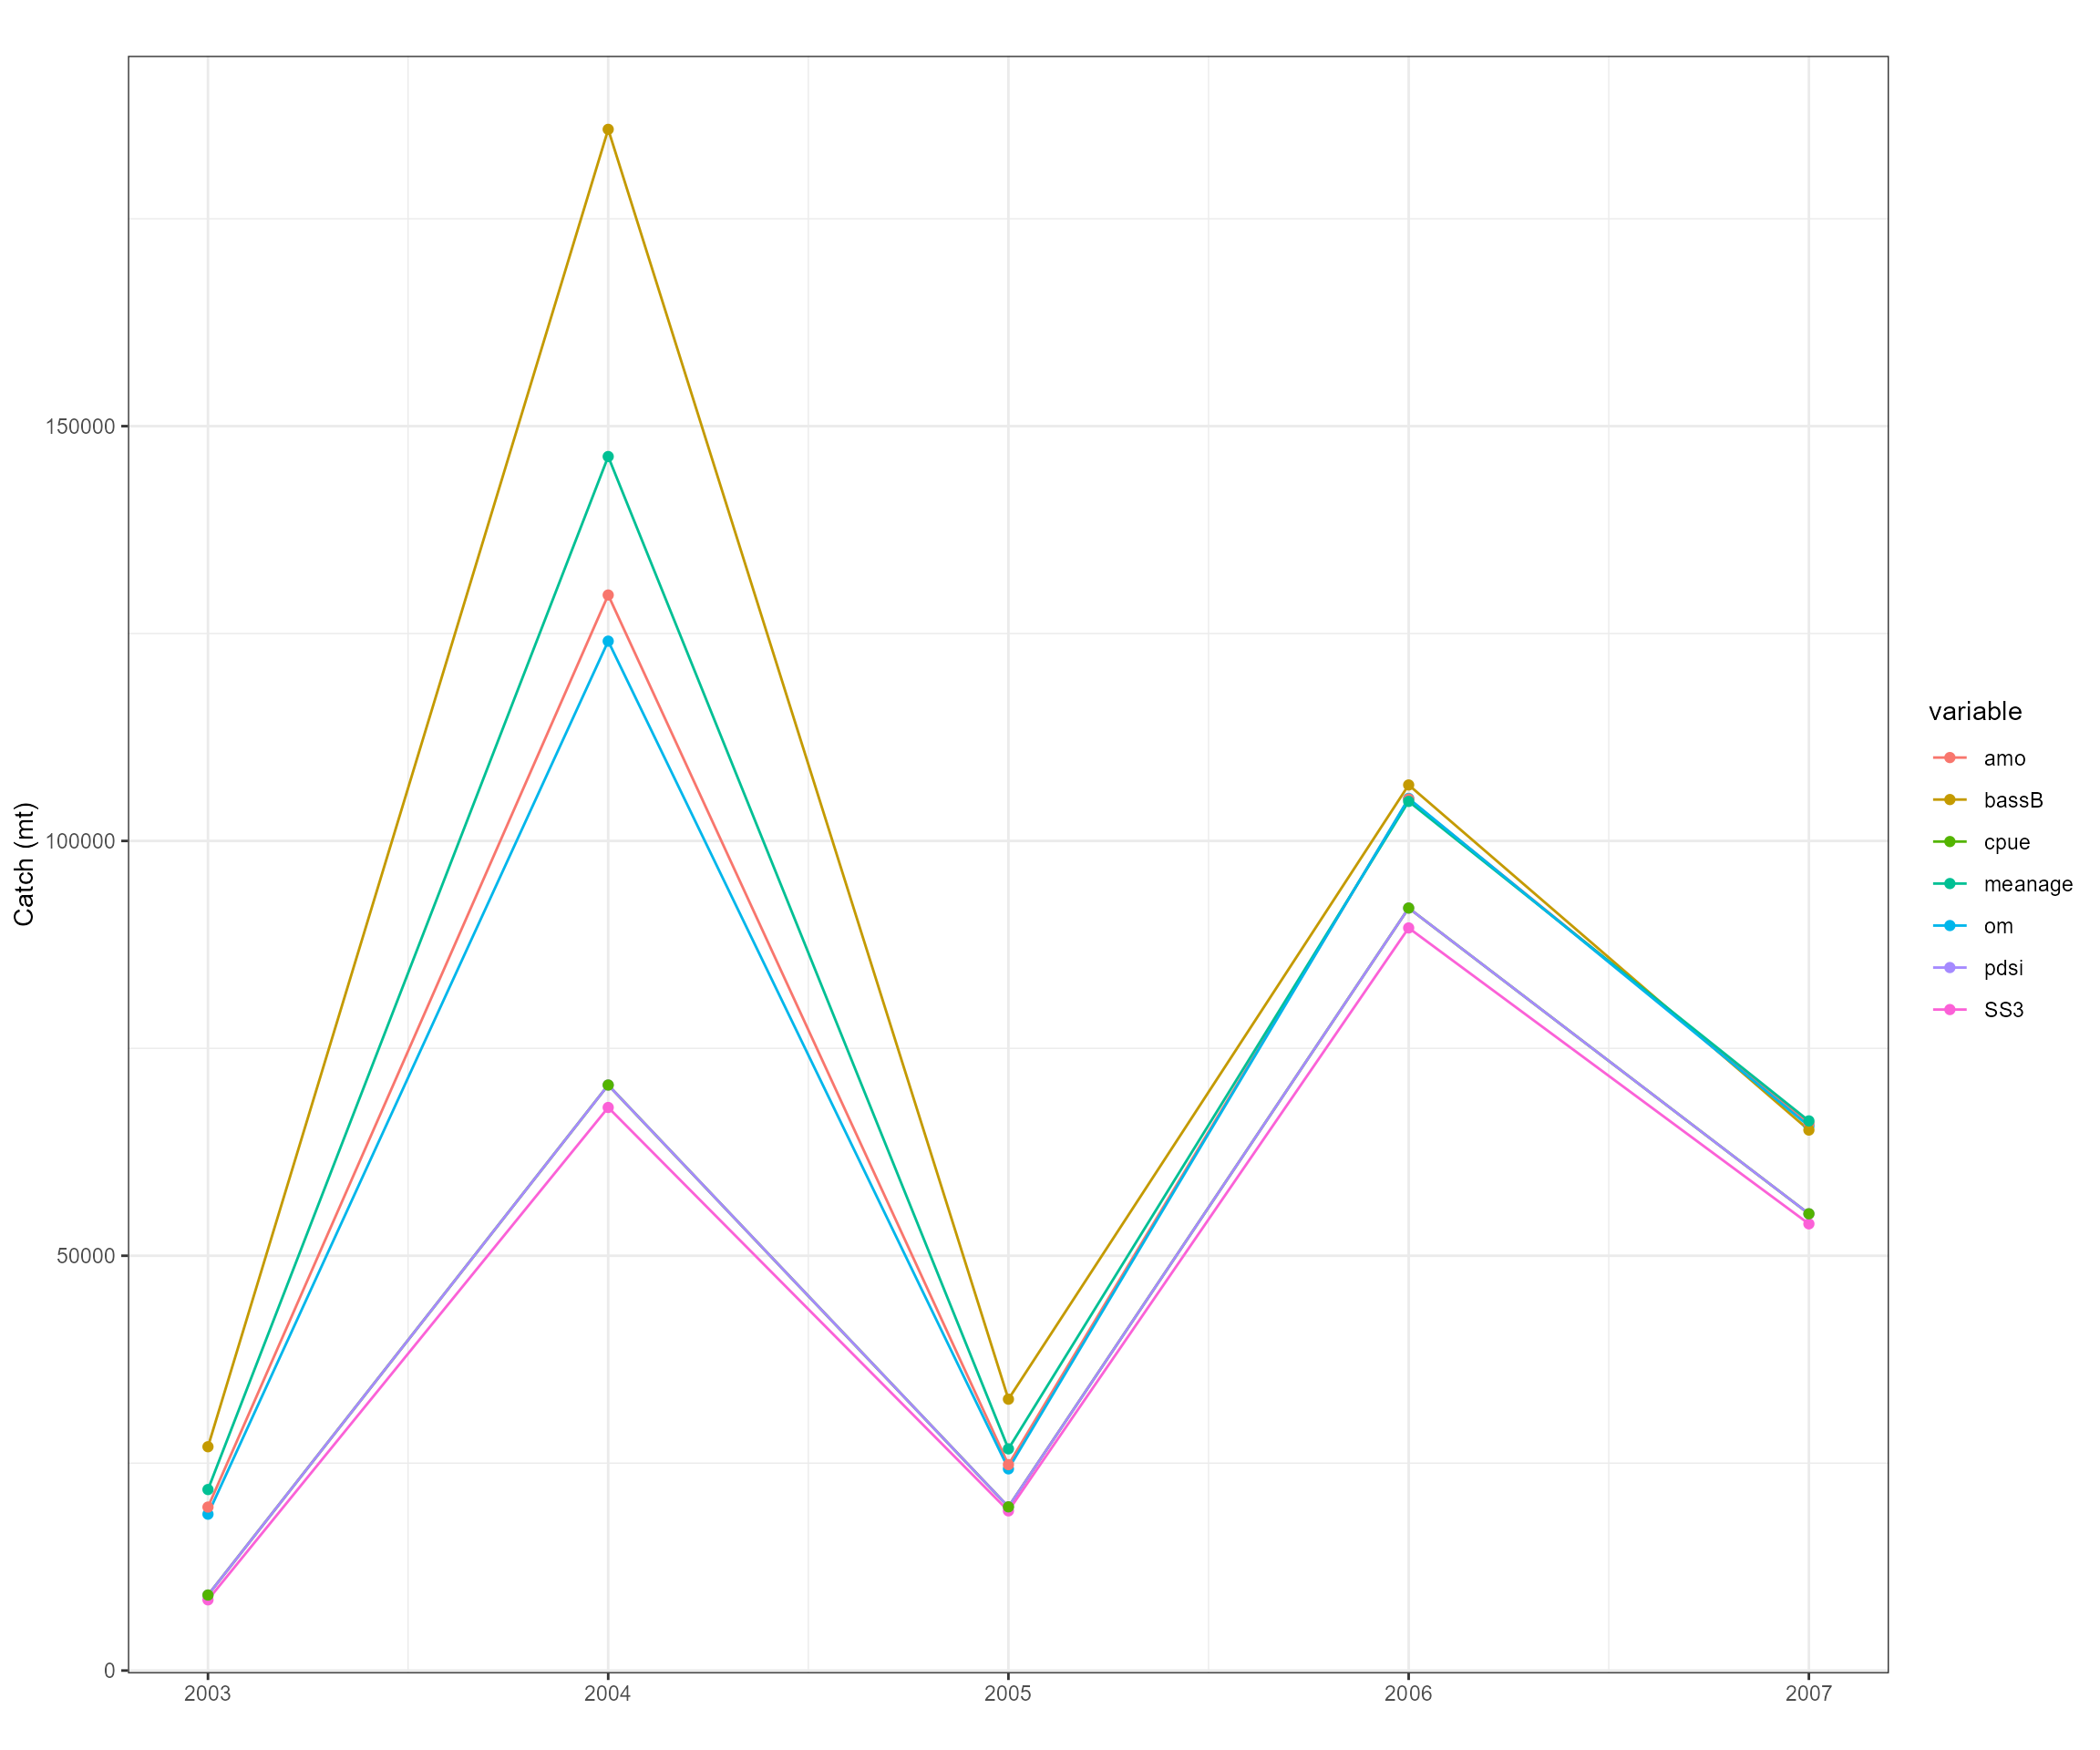 Catch (mt)
150000
100000
50000
0
2003 2004 2005 2006 2007
variable
amo
bassB
cpue
meanage
om
pdsi
SS3